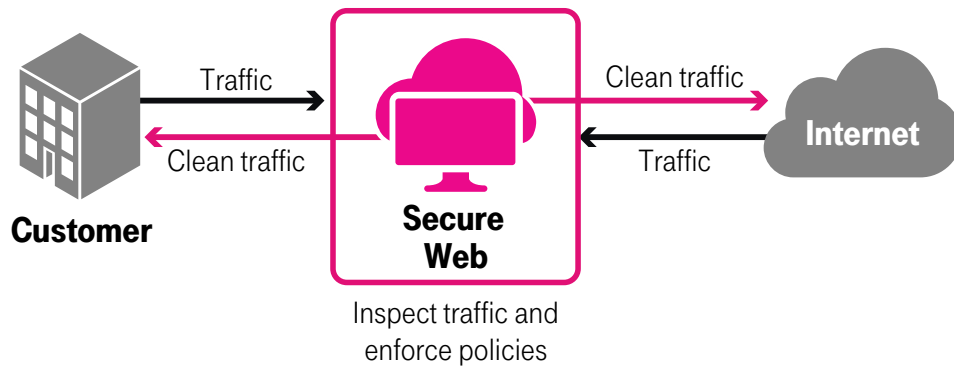 Traffic
Clean traffic
Customer
Secure
Web
Clean traffic
Traffic
Internet
Inspect traffic and
enforce policies